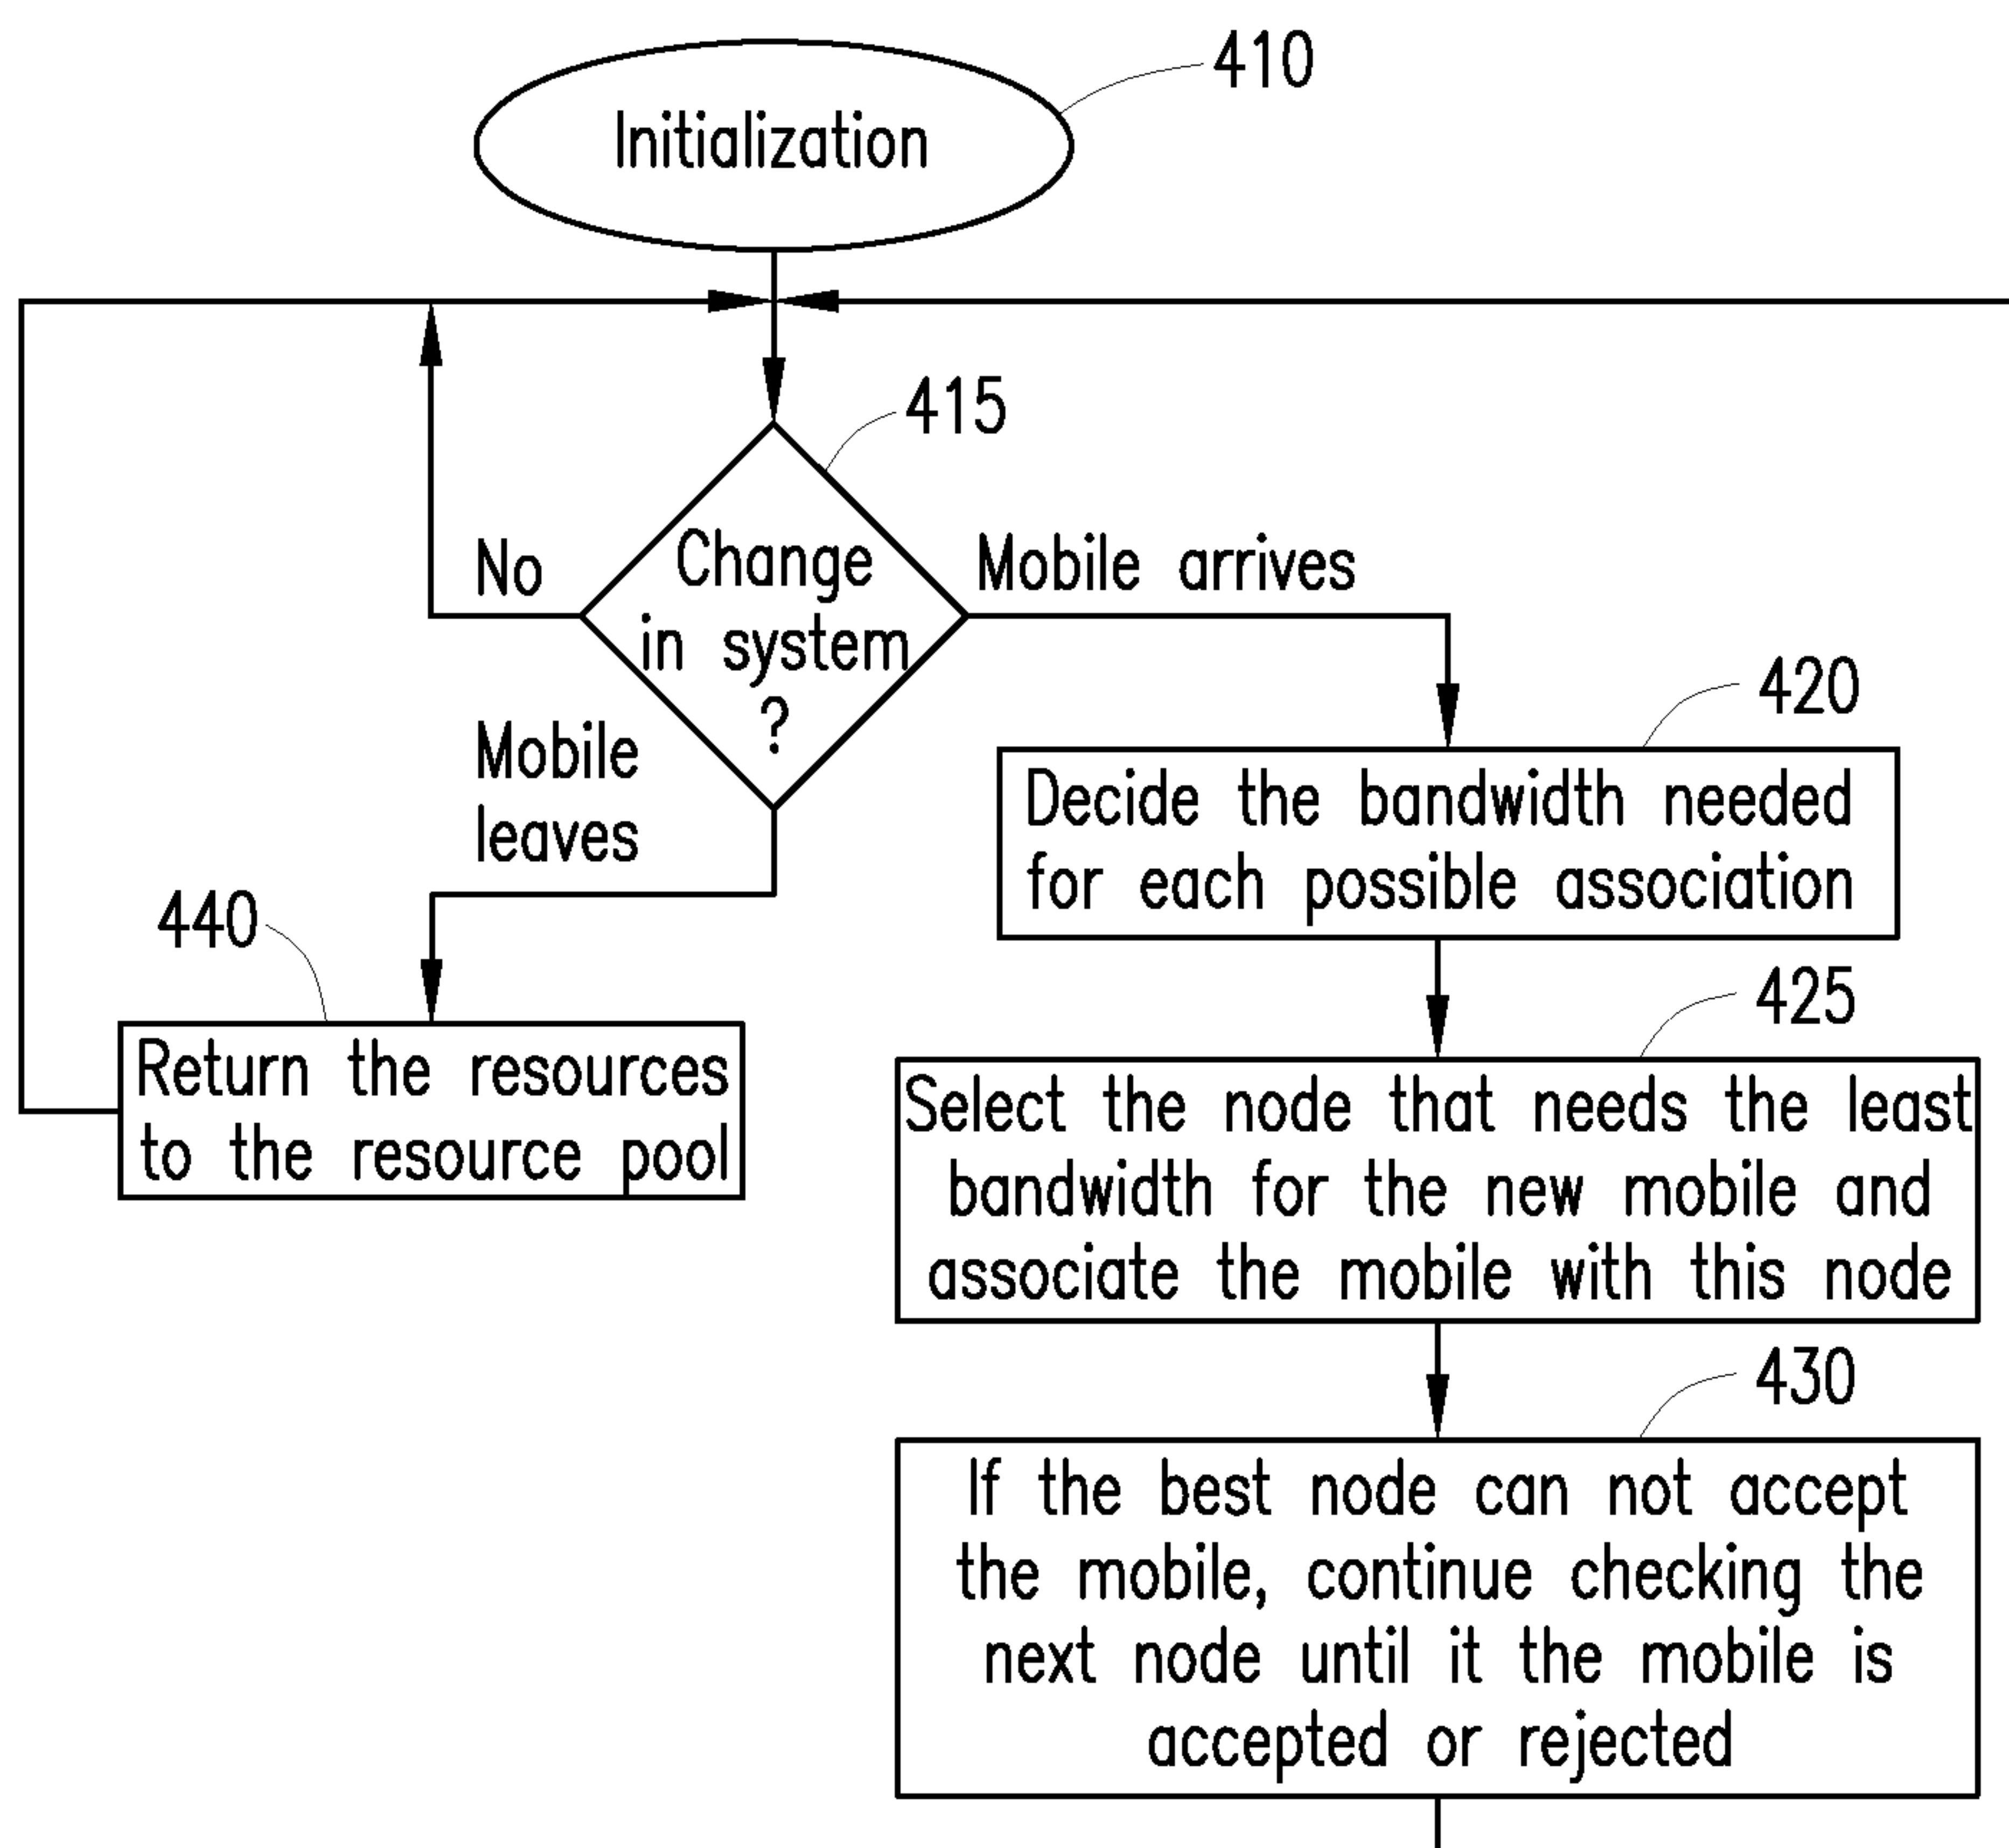 410
Initialization
415
Change
in system
?
No
Mobile arrives
Mobile
leaves
420
Decide the bandwidth needed
for each possible association
440
Return the resources
to the resource pool
425
Select the node that needs the least
bandwidth for the new mobile and
associate the mobile with this node
430
If the best node can not accept
the mobile, continue checking the
next node until it the mobile is
accepted or rejected